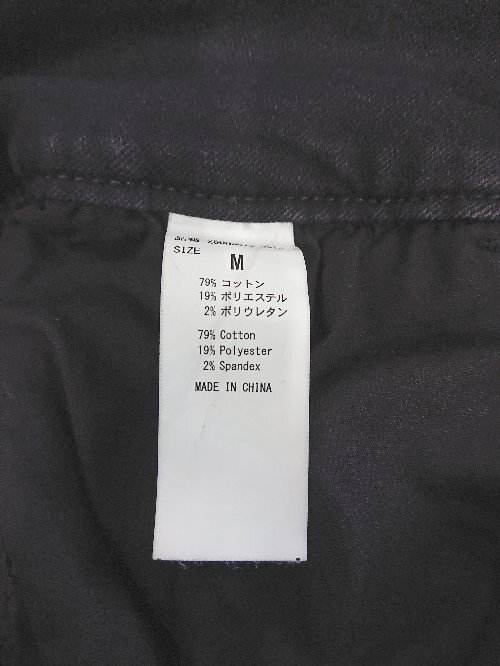 SIZE
M
79% コットン
19% ポリエステル
2% ポリウレタン
79% Cotton
19% Polyester
2% Spandex
MADE IN CHINA